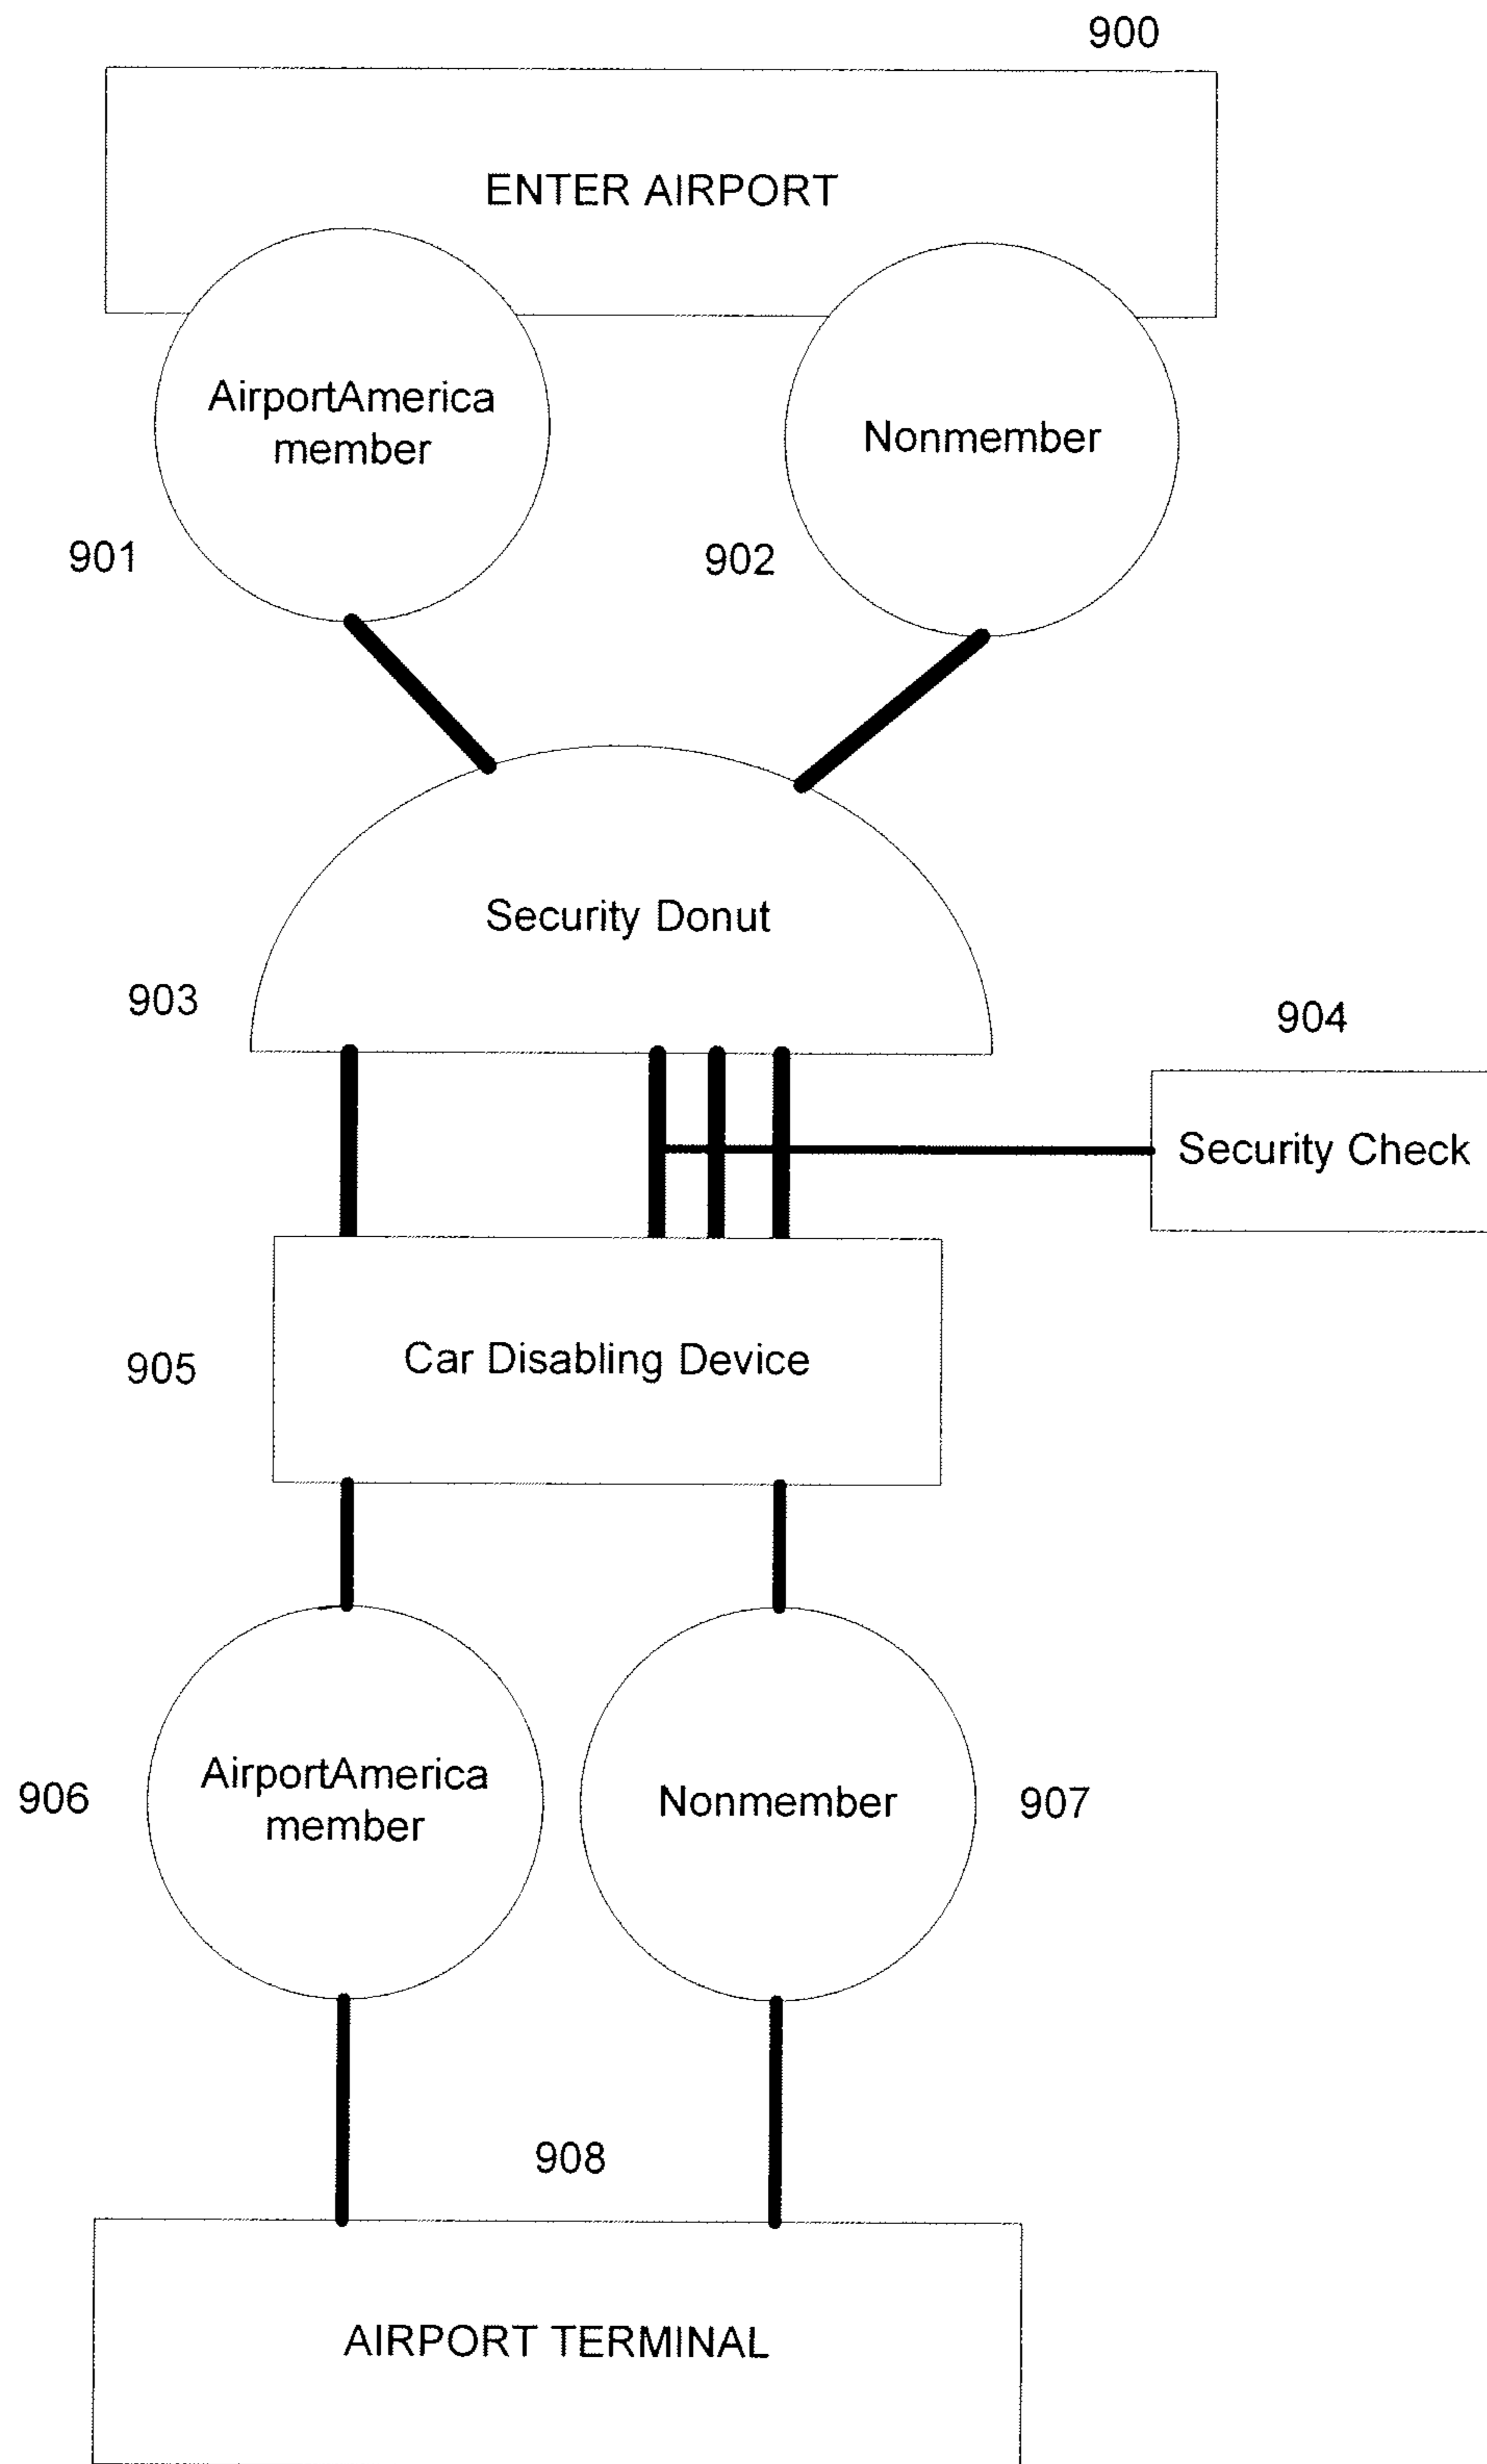 900
ENTER AIRPORT
AirportAmerica
member
Nonmember
901
902
Security Donut
903
904
Security Check
905
Car Disabling Device
AirportAmerica
member
906
Nonmember
907
908
AIRPORT TERMINAL